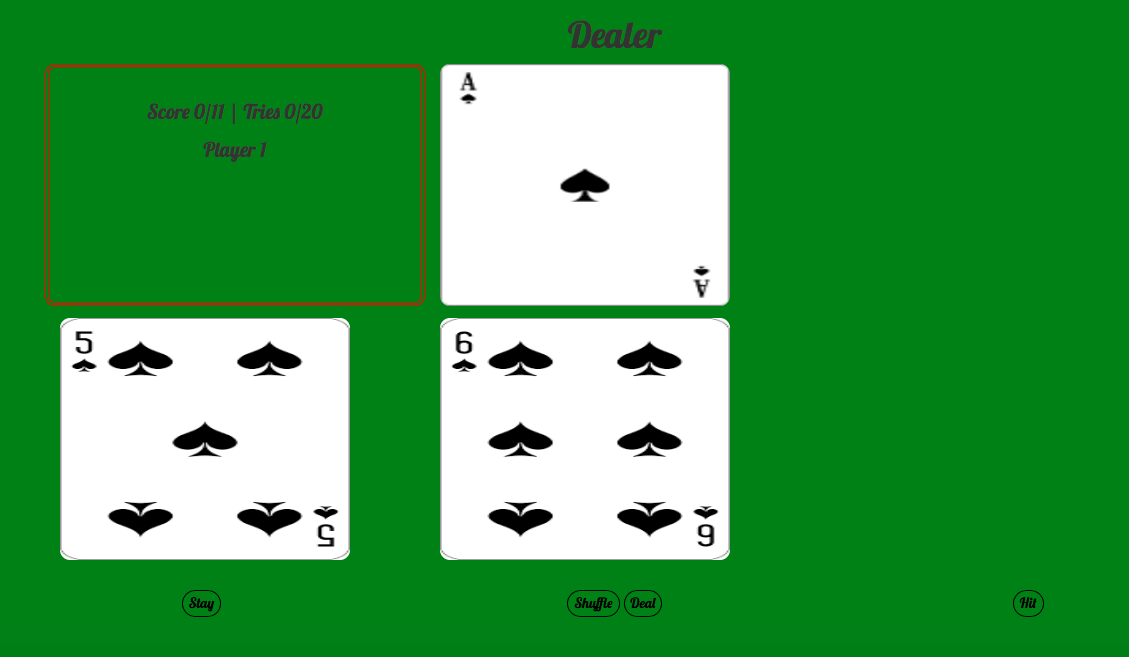 Dealer
Score 0/11 | Tries 0/20
Player 1
A
A
5
5
6
6
Stay
Shuffle
Deal
Hit